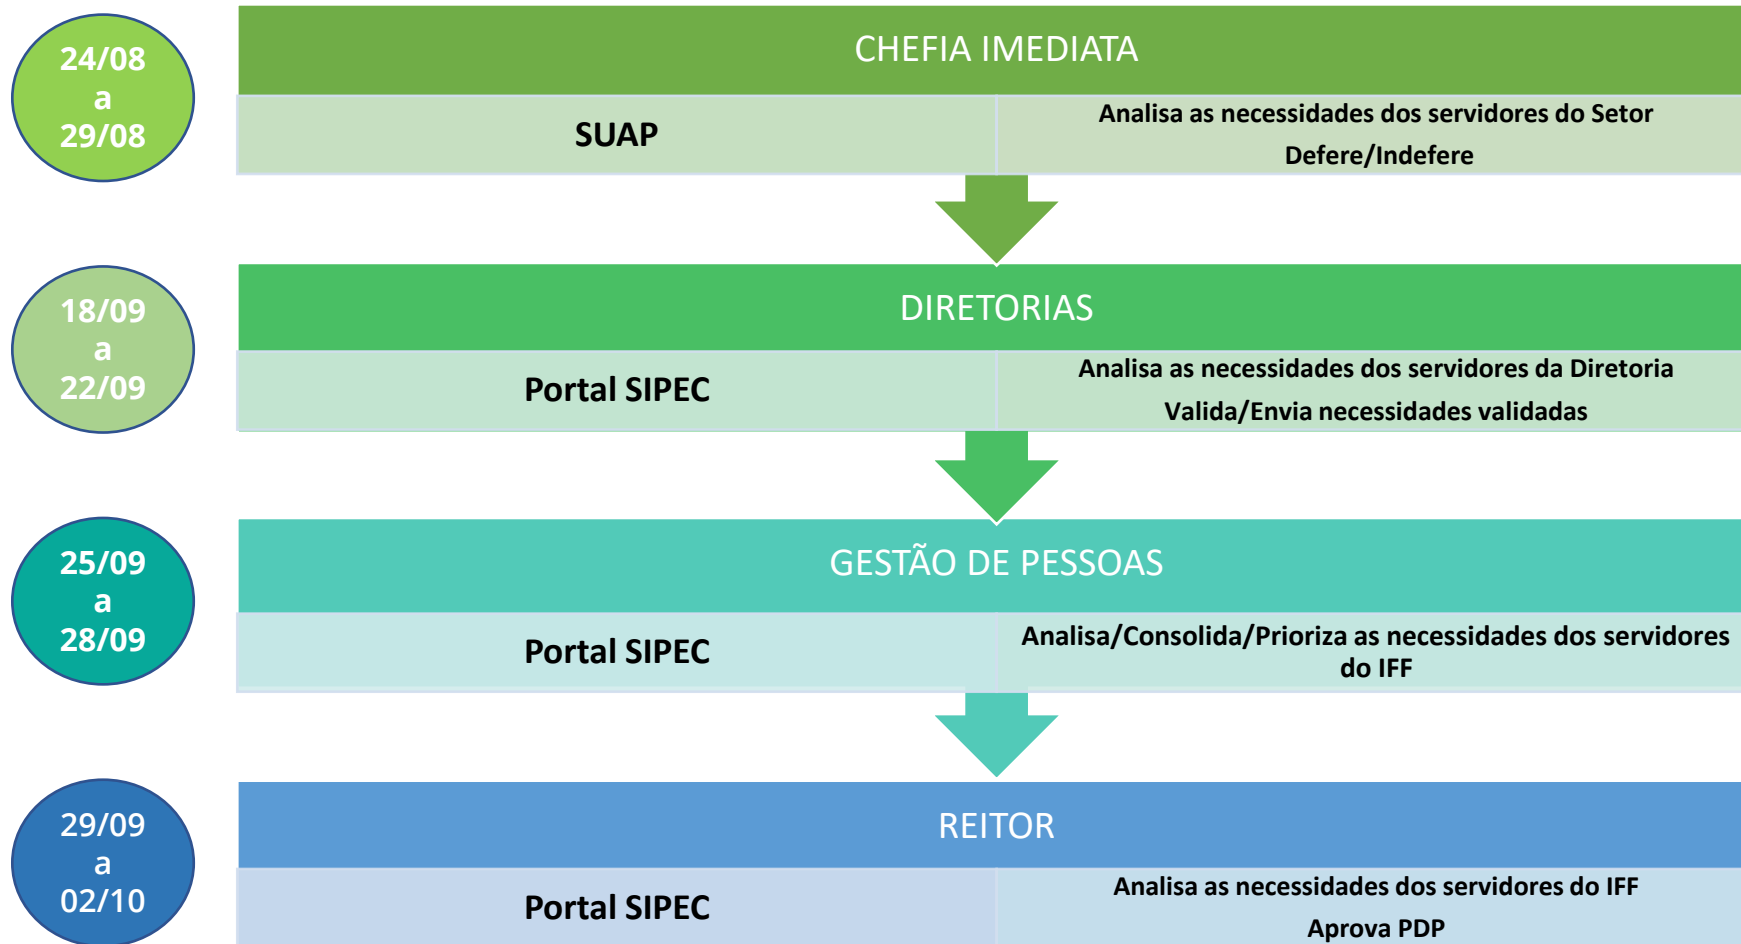 24/08
a
29/08
CHEFIA IMEDIATA
SUAP
Analisa as necessidades dos servidores do Setor
Defere/Indefere
18/09
a
22/09
DIRETORIAS
Portal SIPEC
Analisa as necessidades dos servidores da Diretoria
Valida/Envia necessidades validadas
25/09
a
28/09
GESTÃO DE PESSOAS
Portal SIPEC
Analisa/Consolida/Prioriza as necessidades dos servidores
do IFF
29/09
a
02/10
REITOR
Portal SIPEC
Analisa as necessidades dos servidores do IFF
Aprova PDP